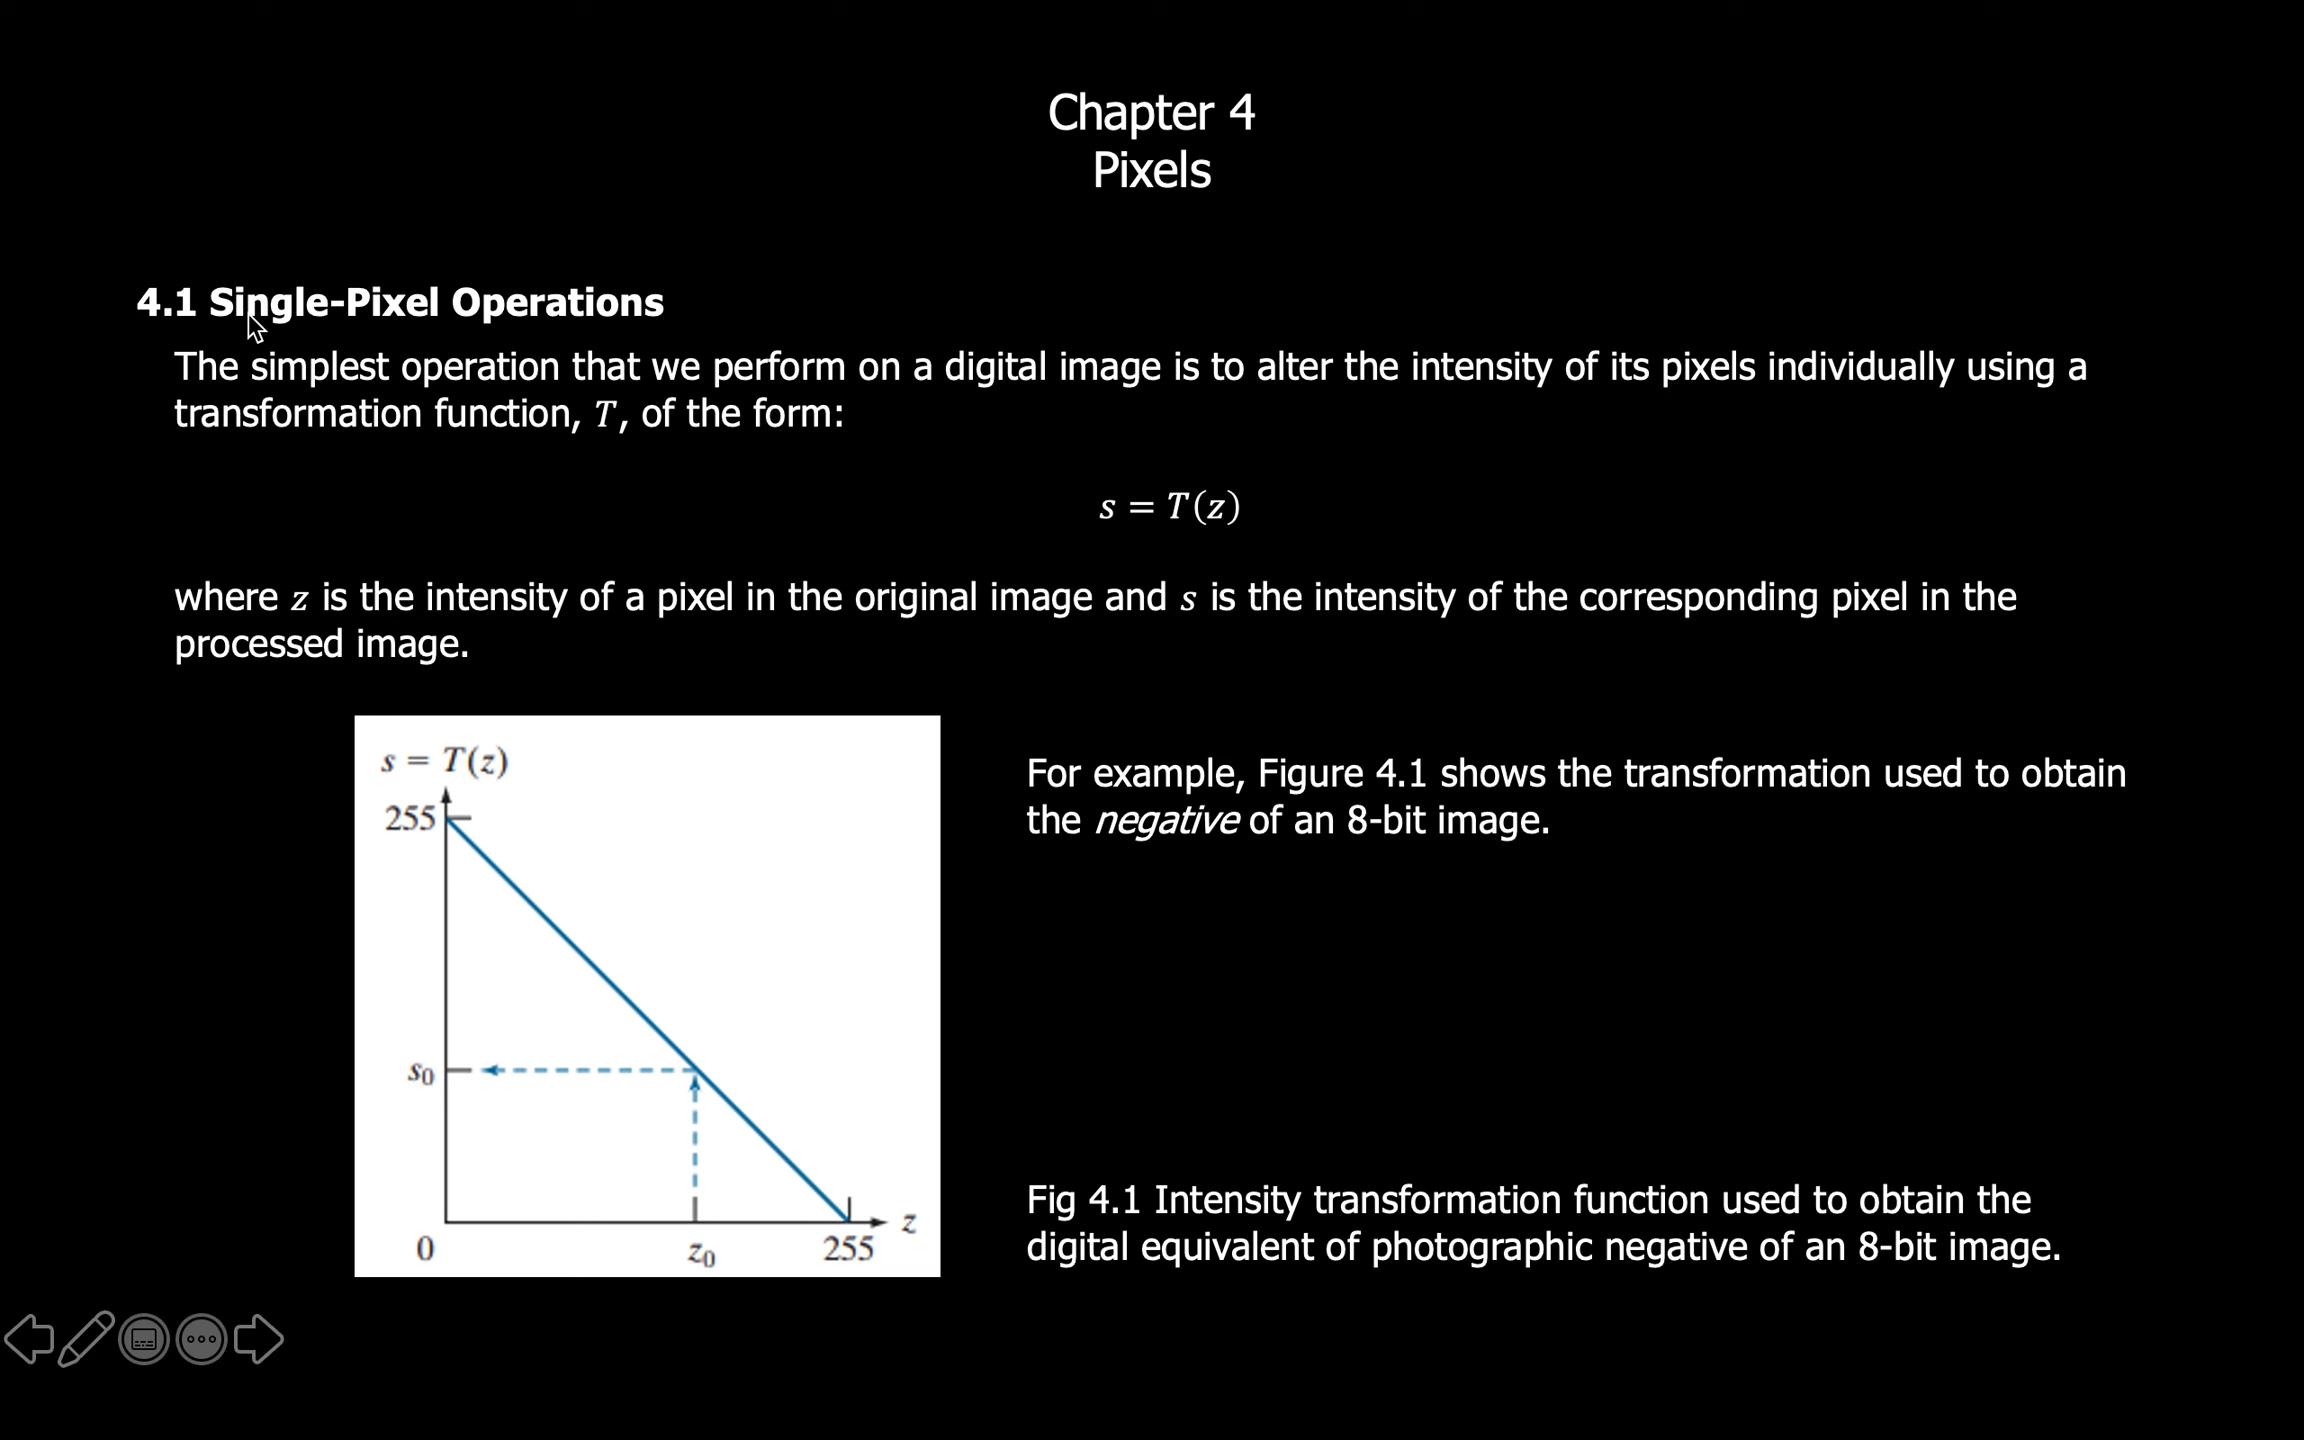 Chapter 4
Pixels
4.1 Single-Pixel Operations
The simplest operation that we perform on a digital image is to alter the intensity of its pixels individually using a
transformation function, T, of the form:
s = T(z)
where z is the intensity of a pixel in the original image and s is the intensity of the corresponding pixel in the
processed image.
s = T(z)
255
s₀
0
z₀
255
z
For example, Figure 4.1 shows the transformation used to obtain
the negative of an 8-bit image.
Fig 4.1 Intensity transformation function used to obtain the
digital equivalent of photographic negative of an 8-bit image.